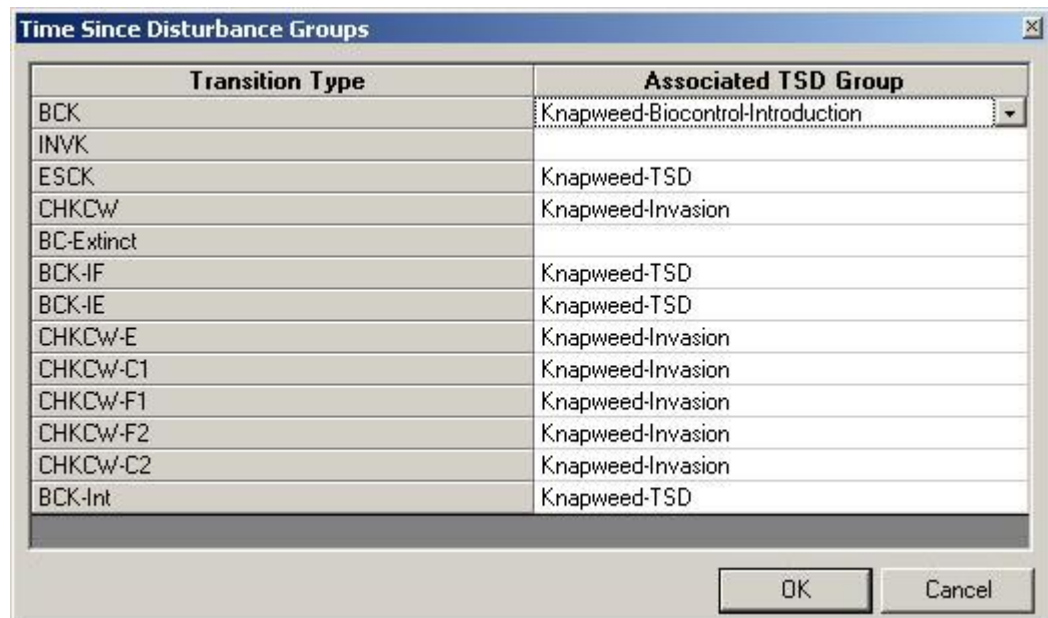 Time Since Disturbance Groups
Transition Type Associated TSD Group
BCK Knapweed-Biocontrol-Introduction
INVK
ESCK Knapweed-TSD
CHKCW Knapweed-Invasion
BC-Extinct
BCK-IF Knapweed-TSD
BCK-IE Knapweed-TSD
CHKCW-E Knapweed-Invasion
CHKCW-C1 Knapweed-Invasion
CHKCW-F1 Knapweed-Invasion
CHKCW-F2 Knapweed-Invasion
CHKCW-C2 Knapweed-Invasion
BCK-Int Knapweed-TSD
OK Cancel